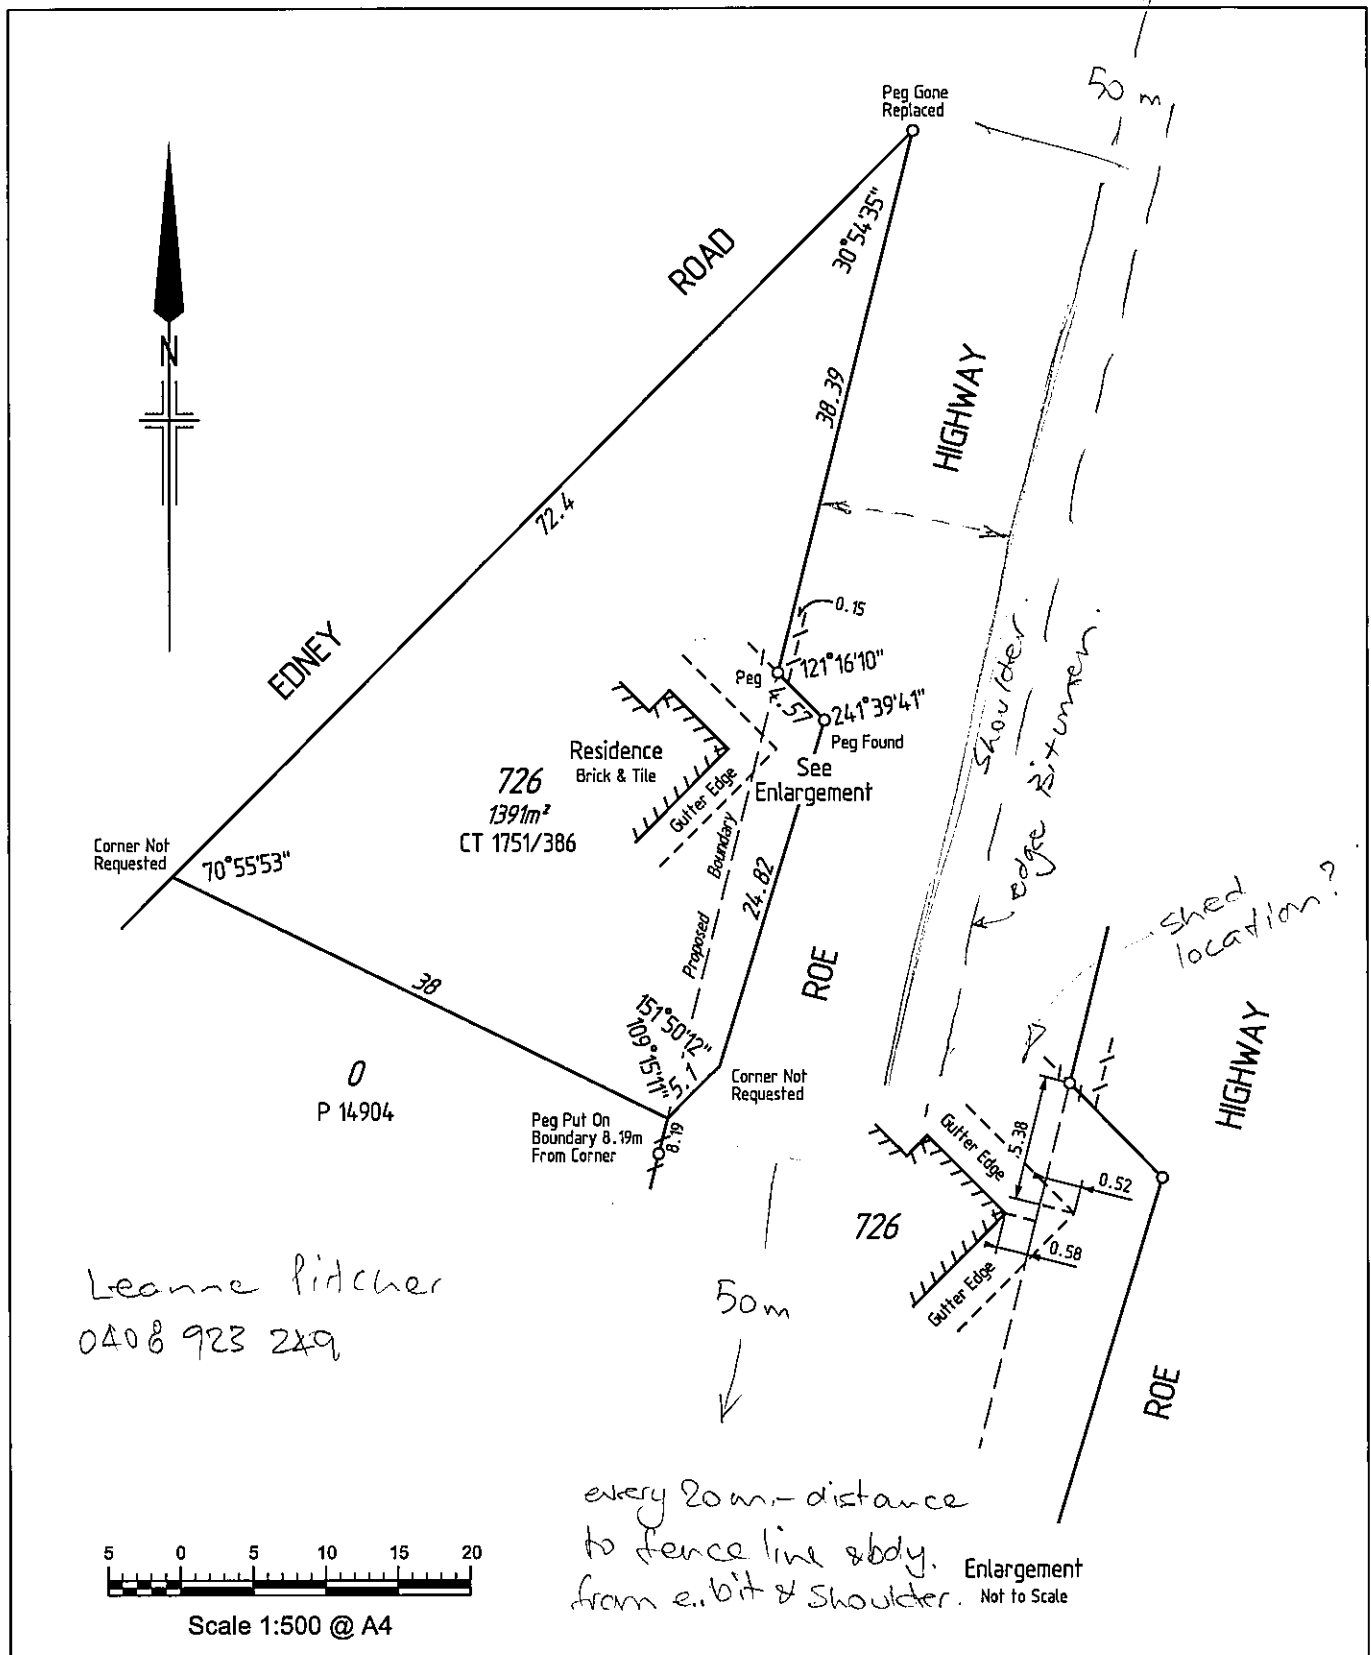 50 m
Peg Gone
Replaced
30°54'35"
ROAD
N
HIGHWAY
38.39
72.4
0.15
EDNEY
Peg
121°16'10"
4.57
241°39'41"
Peg Found
Shoulder.
edge Bitumen.
Residence
Brick & Tile
See
Enlargement
726
1391m²
CT 1751/386
Gutter Edge
Proposed Boundary
24.82
Corner Not
Requested
70°55'53"
shed
location?
38
ROE
151°50'12"
109°15'11"
5.1
Corner Not
Requested
HIGHWAY
0
P 14904
Peg Put On
Boundary 8.19m
From Corner
8.19
Gutter Edge
5.38
0.52
726
0.58
Gutter Edge
Leanne Pitcher
50m
ROE
every 20m - distance
to fence line & bdy.
from e. bit & Shoulder.
Enlargement
Not to Scale
5 0 5 10 15 20
Scale 1:500 @ A4